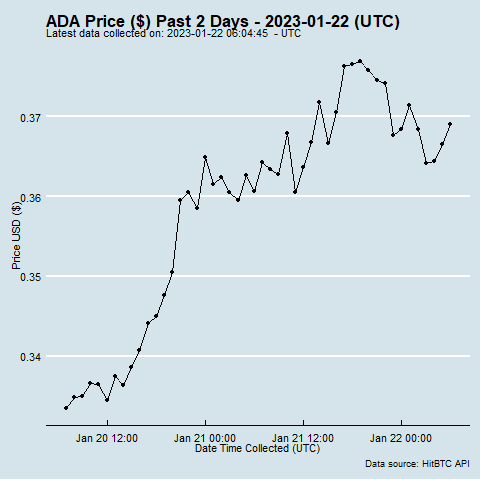 ADA Price ($) Past 2 Days - 2023-01-22 (UTC)
Latest data collected on: 2023-01-22 06:04:45  - UTC
0.37
0.36
0.35
0.34
Price USD ($)
Jan 20 12:00
Jan 21 00:00
Jan 21 12:00
Jan 22 00:00
Date Time Collected (UTC)
Data source: HitBTC API